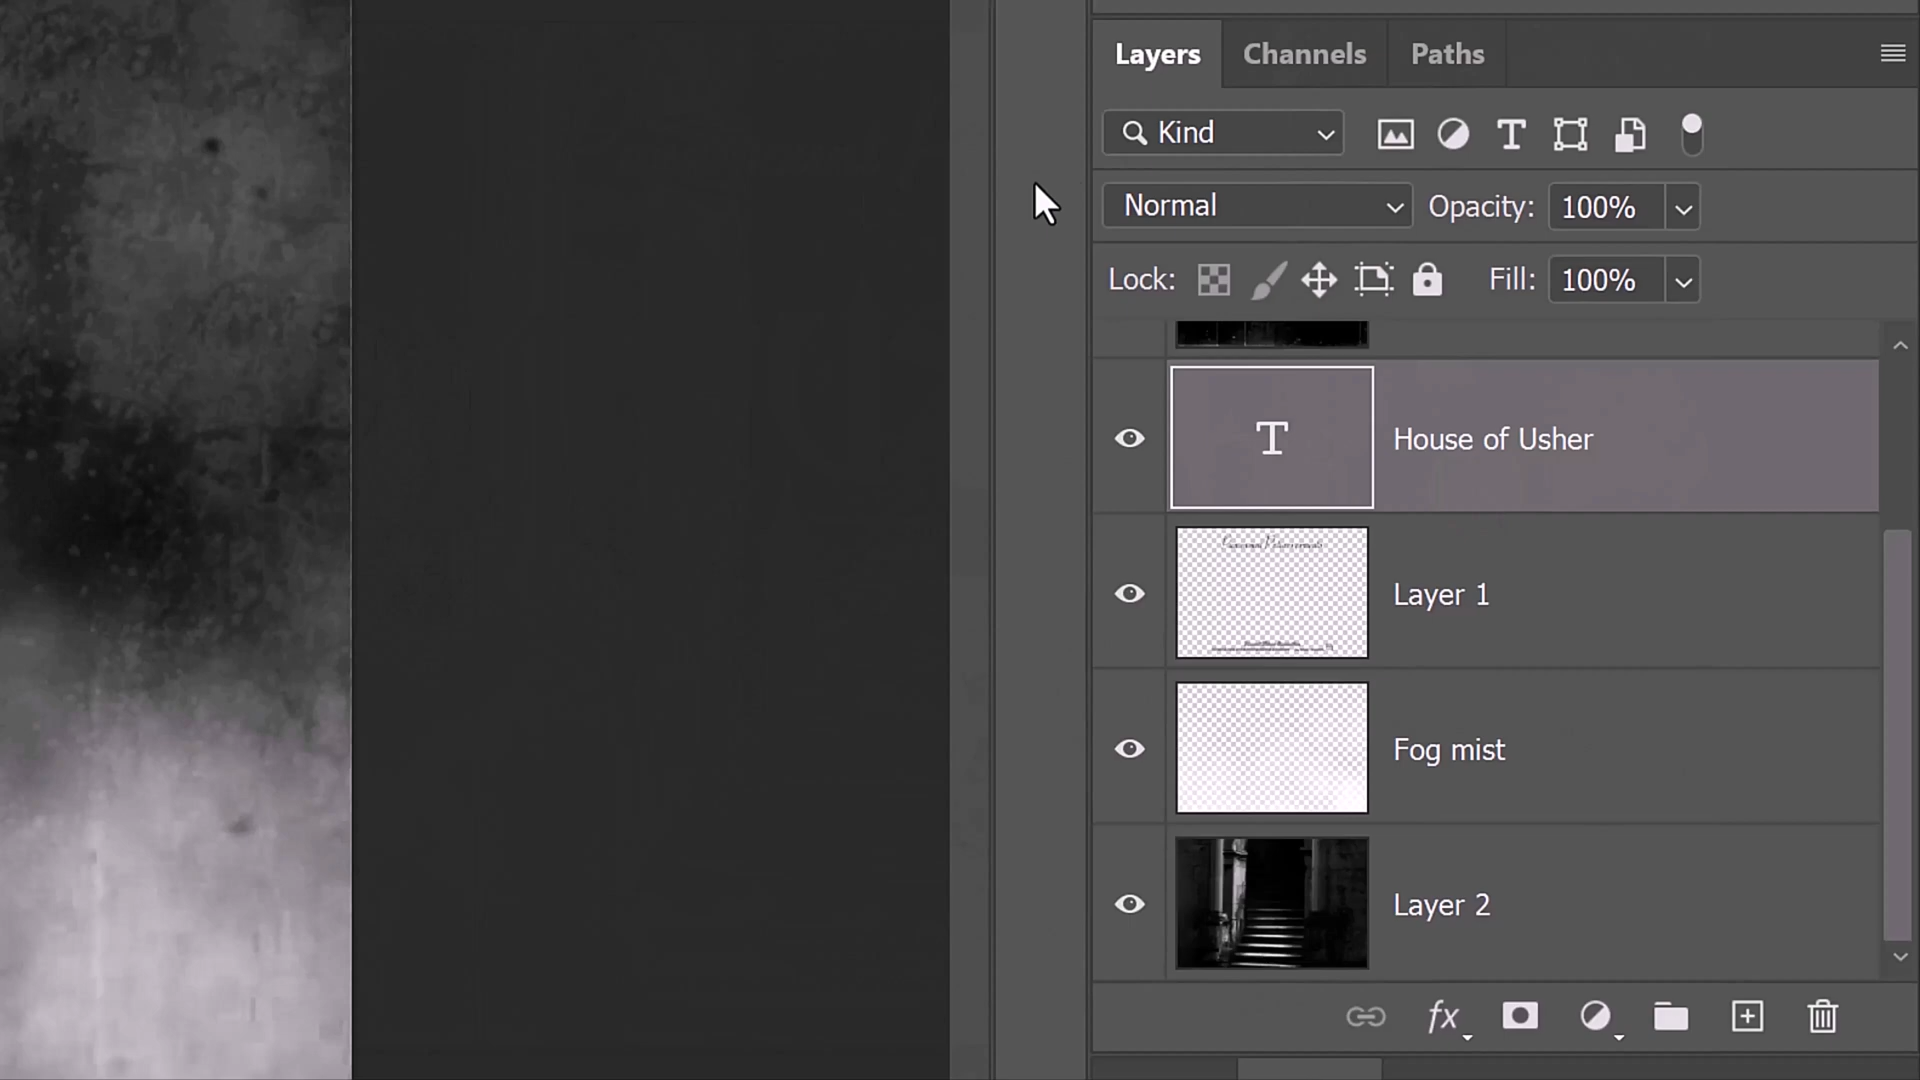 Layers Channels Paths
Kind
Normal Opacity: 100%
Lock: Fill: 100%
T
House of Usher
Layer 1
Fog mist
Layer 2
fx